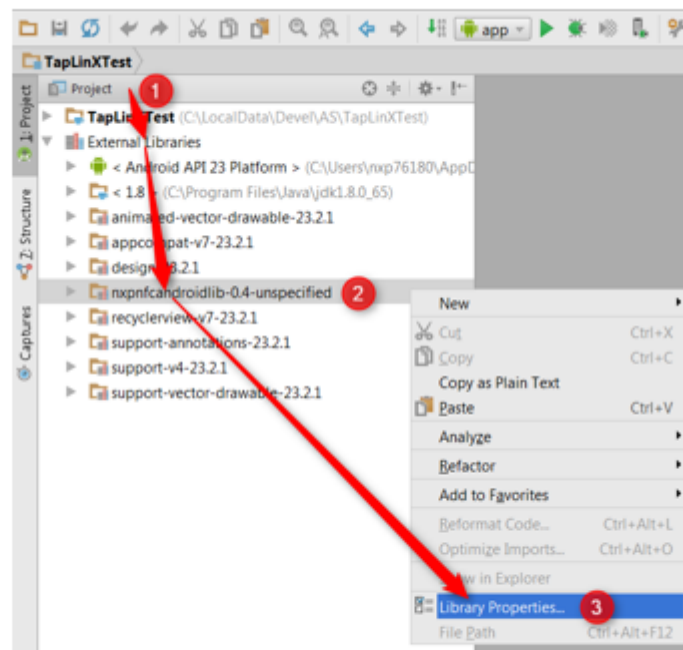 app
TapLinXTest
1: Project
Project
1
TapLinXTest (C:\LocalData\Devel\AS\TapLinXTest)
External Libraries
< Android API 23 Platform > (C:\Users\nxp76180\AppD
< 1.8 > (C:\Program Files\Java\jdk1.8.0_65)
animated-vector-drawable-23.2.1
appcompat-v7-23.2.1
design-23.2.1
nxpnfcandroidlib-0.4-unspecified
2
recyclerview-v7-23.2.1
support-annotations-23.2.1
support-v4-23.2.1
support-vector-drawable-23.2.1
Z: Structure
Captures
New
Cut Ctrl+X
Copy Ctrl+C
Copy as Plain Text
Paste Ctrl+V
Analyze
Refactor
Add to Favorites
Reformat Code... Ctrl+Alt+L
Optimize Imports... Ctrl+Alt+O
Show in Explorer
Library Properties... 3
File Path Ctrl+Alt+F12